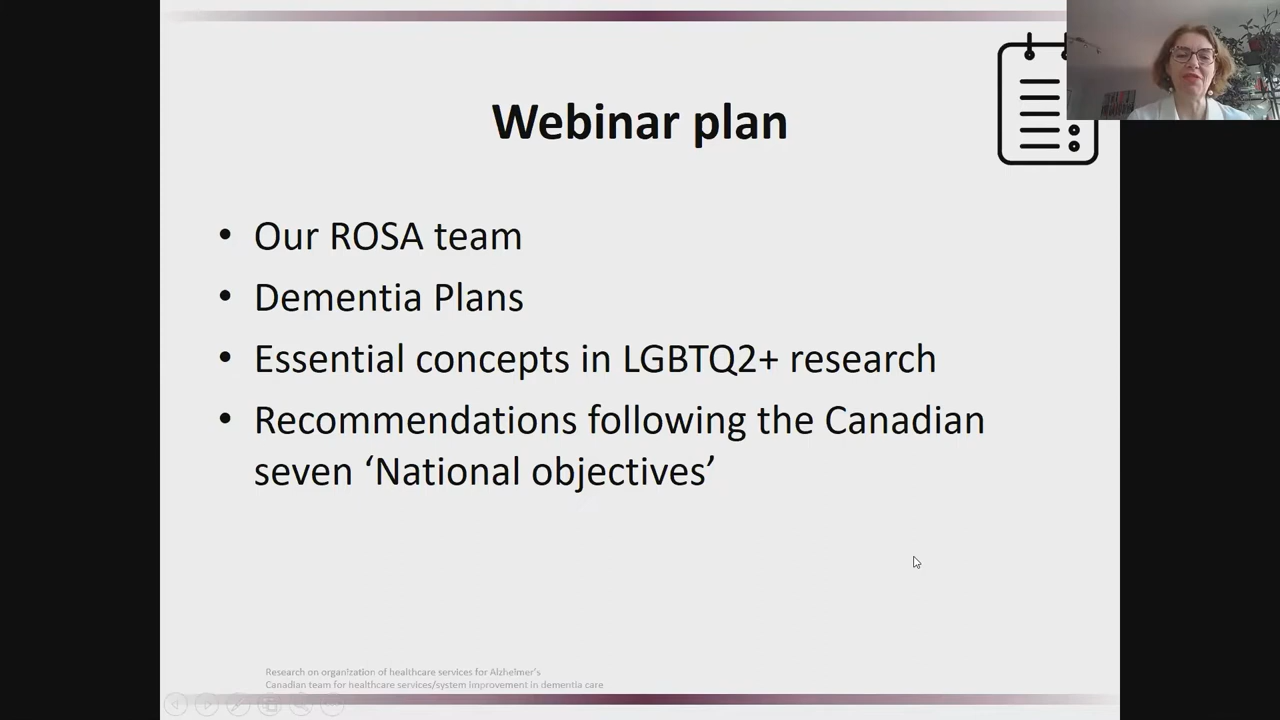 Webinar plan
• Our ROSA team
• Dementia Plans
• Essential concepts in LGBTQ2+ research
• Recommendations following the Canadian
seven ‘National objectives’
Research on organization of healthcare services for Alzheimer's
Canadian team for healthcare services/system improvement in dementia care